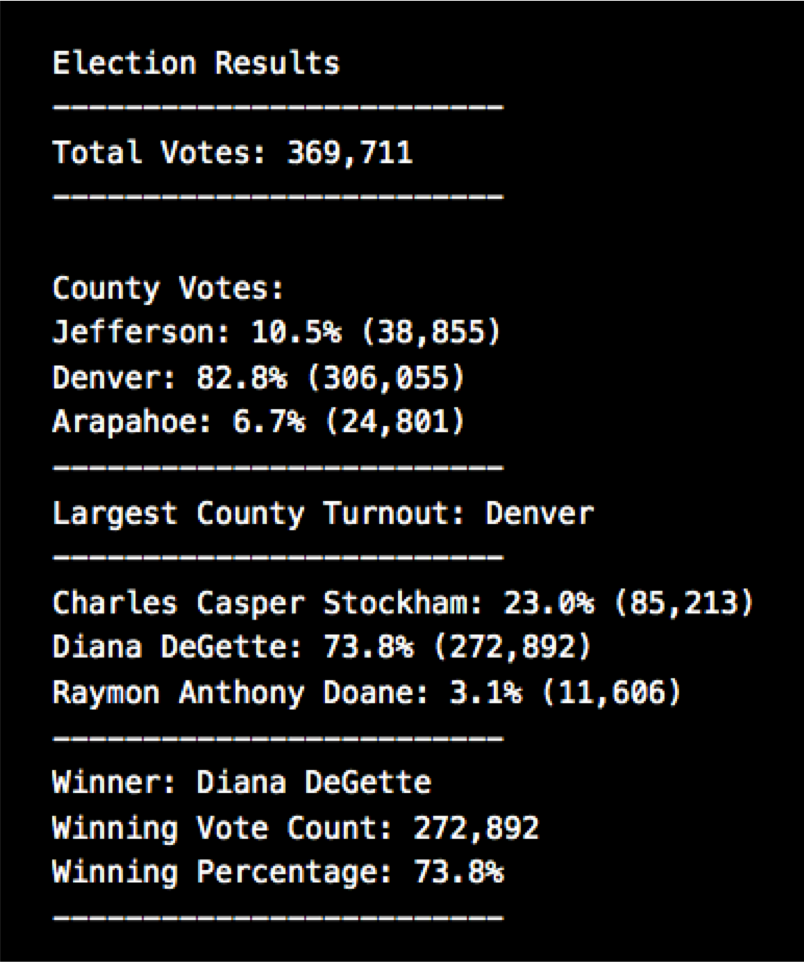 Election Results
-------------------------
Total Votes: 369,711
-------------------------
County Votes:
Jefferson: 10.5% (38,855)
Denver: 82.8% (306,055)
Arapahoe: 6.7% (24,801)
-------------------------
Largest County Turnout: Denver
-------------------------
Charles Casper Stockham: 23.0% (85,213)
Diana DeGette: 73.8% (272,892)
Raymon Anthony Doane: 3.1% (11,606)
-------------------------
Winner: Diana DeGette
Winning Vote Count: 272,892
Winning Percentage: 73.8%
-------------------------